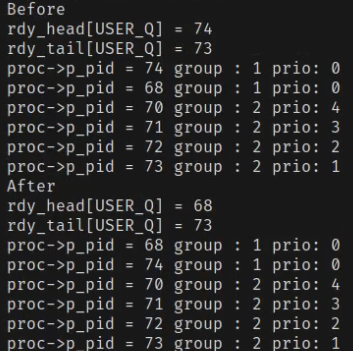 Before
rdy_head[USER_Q] = 74
rdy_tail[USER_Q] = 73
proc->p_pid = 74 group : 1 prio: 0
proc->p_pid = 68 group : 1 prio: 0
proc->p_pid = 70 group : 2 prio: 4
proc->p_pid = 71 group : 2 prio: 3
proc->p_pid = 72 group : 2 prio: 2
proc->p_pid = 73 group : 2 prio: 1
After
rdy_head[USER_Q] = 68
rdy_tail[USER_Q] = 73
proc->p_pid = 68 group : 1 prio: 0
proc->p_pid = 74 group : 1 prio: 0
proc->p_pid = 70 group : 2 prio: 4
proc->p_pid = 71 group : 2 prio: 3
proc->p_pid = 72 group : 2 prio: 2
proc->p_pid = 73 group : 2 prio: 1